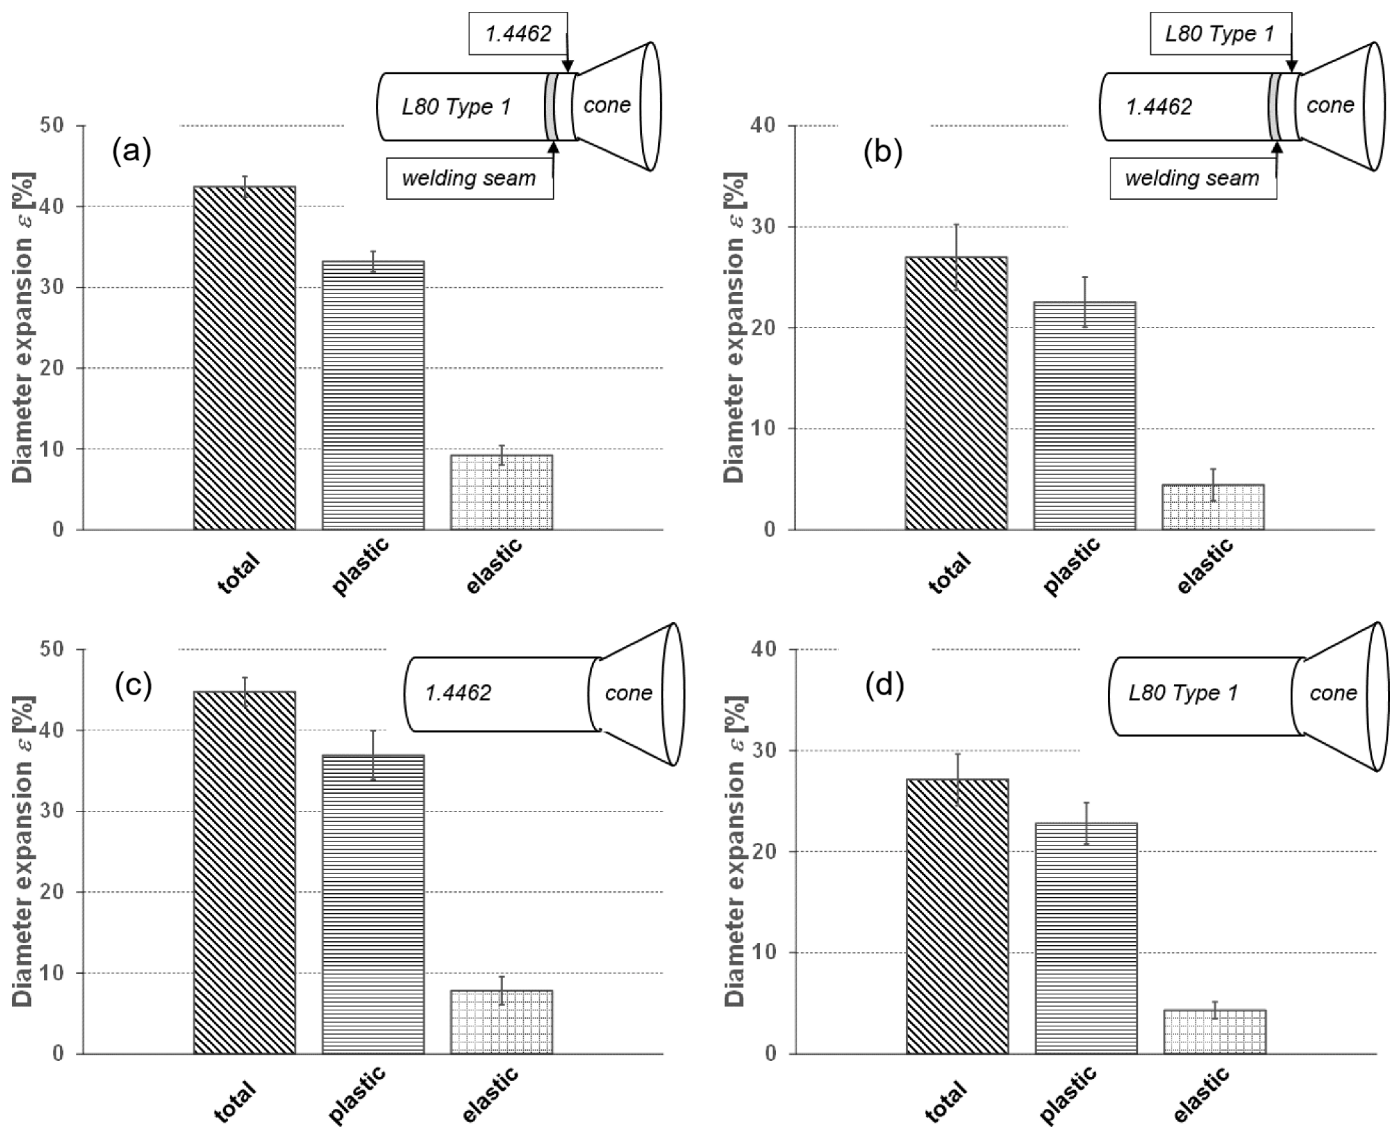 1.4462
L80 Type 1
cone
welding seam
(a)
Diameter expansion ε [%]
50
40
30
20
10
0
total
plastic
elastic
L80 Type 1
1.4462
cone
welding seam
(b)
Diameter expansion ε [%]
40
30
20
10
0
total
plastic
elastic
1.4462
cone
(c)
Diameter expansion ε [%]
50
40
30
20
10
0
total
plastic
elastic
L80 Type 1
cone
(d)
Diameter expansion ε [%]
40
30
20
10
0
total
plastic
elastic